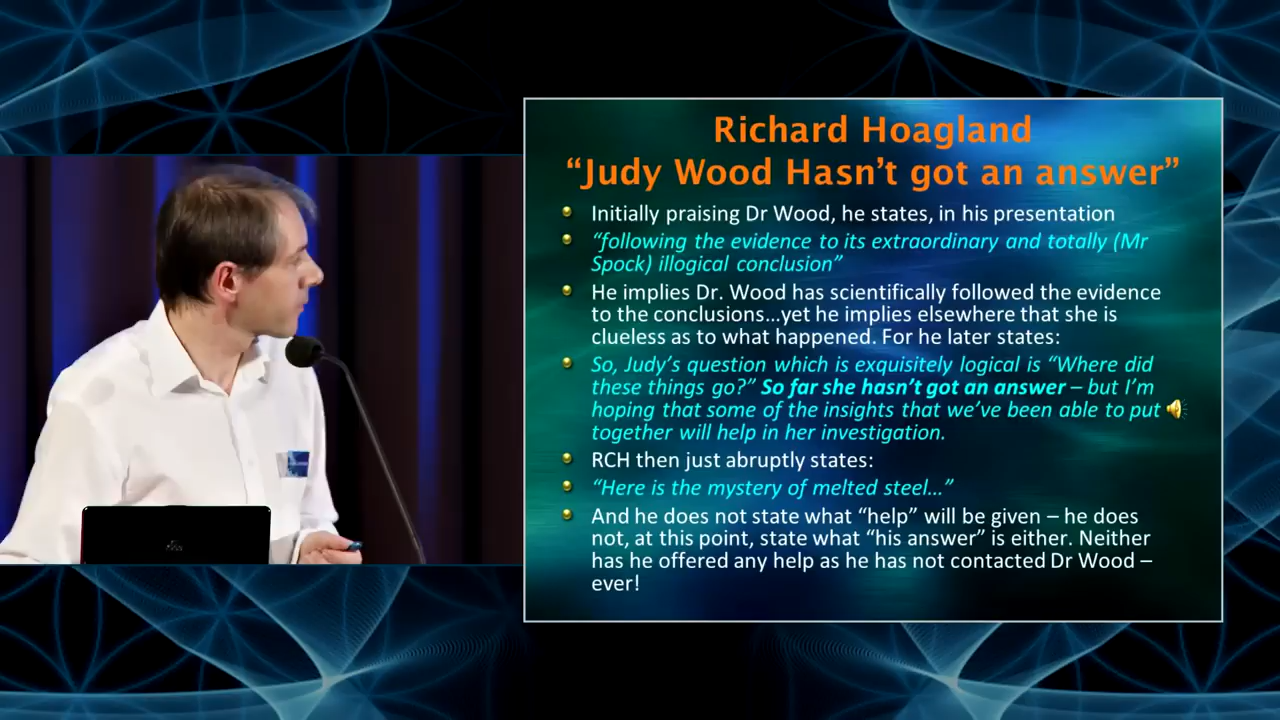 Richard Hoagland
“Judy Wood Hasn’t got an answer”
Initially praising Dr Wood, he states, in his presentation
“following the evidence to its extraordinary and totally (Mr
Spock) illogical conclusion”
He implies Dr. Wood has scientifically followed the evidence
to the conclusions…yet he implies elsewhere that she is
clueless as to what happened. For he later states:
So, Judy’s question which is exquisitely logical is “Where did
these things go?” So far she hasn’t got an answer – but I’m
hoping that some of the insights that we’ve been able to put
together will help in her investigation.
RCH then just abruptly states:
“Here is the mystery of melted steel…”
And he does not state what “help” will be given – he does
not, at this point, state what “his answer” is either. Neither
has he offered any help as he has not contacted Dr Wood –
ever!